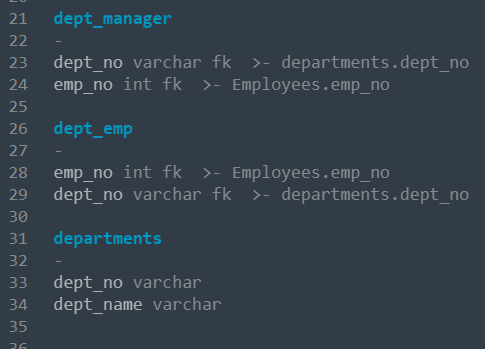 21 dept_manager
22 -
23 dept_no varchar fk >- departments.dept_no
24 emp_no int fk >- Employees.emp_no
25
26 dept_emp
27 -
28 emp_no int fk >- Employees.emp_no
29 dept_no varchar fk >- departments.dept_no
30
31 departments
32 -
33 dept_no varchar
34 dept_name varchar
35